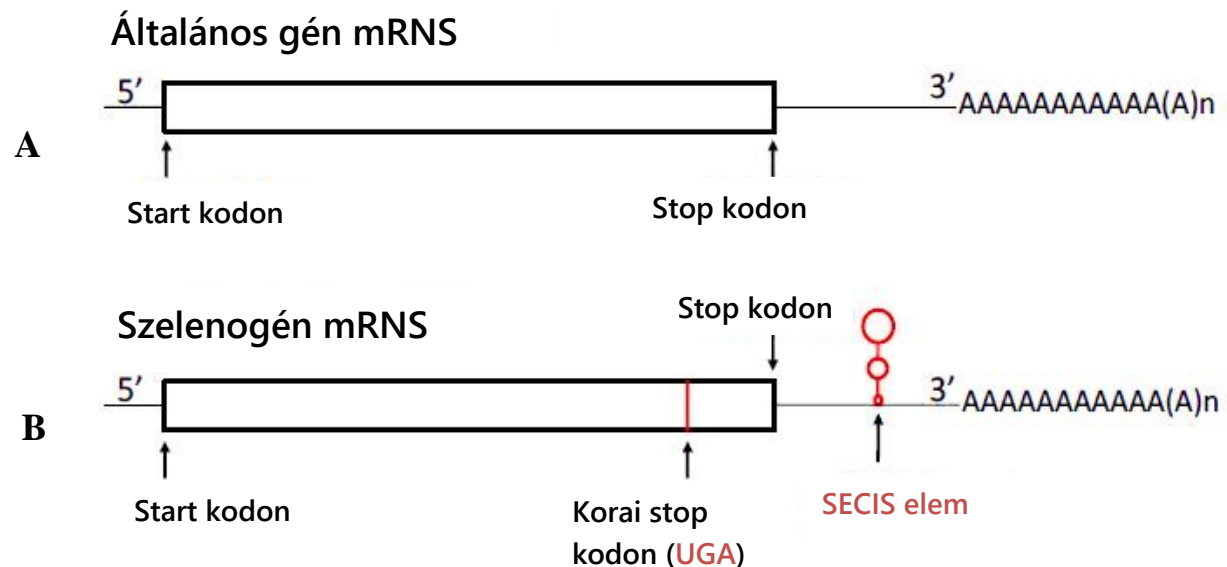 Általános gén mRNS
5’
3’
AAAAAAAAAAA(A)n
A
Start kodon
Stop kodon
Stop kodon
Szelenogén mRNS
5’
3’
AAAAAAAAAAA(A)n
B
Start kodon
Korai stop
kodon (UGA)
SECIS elem